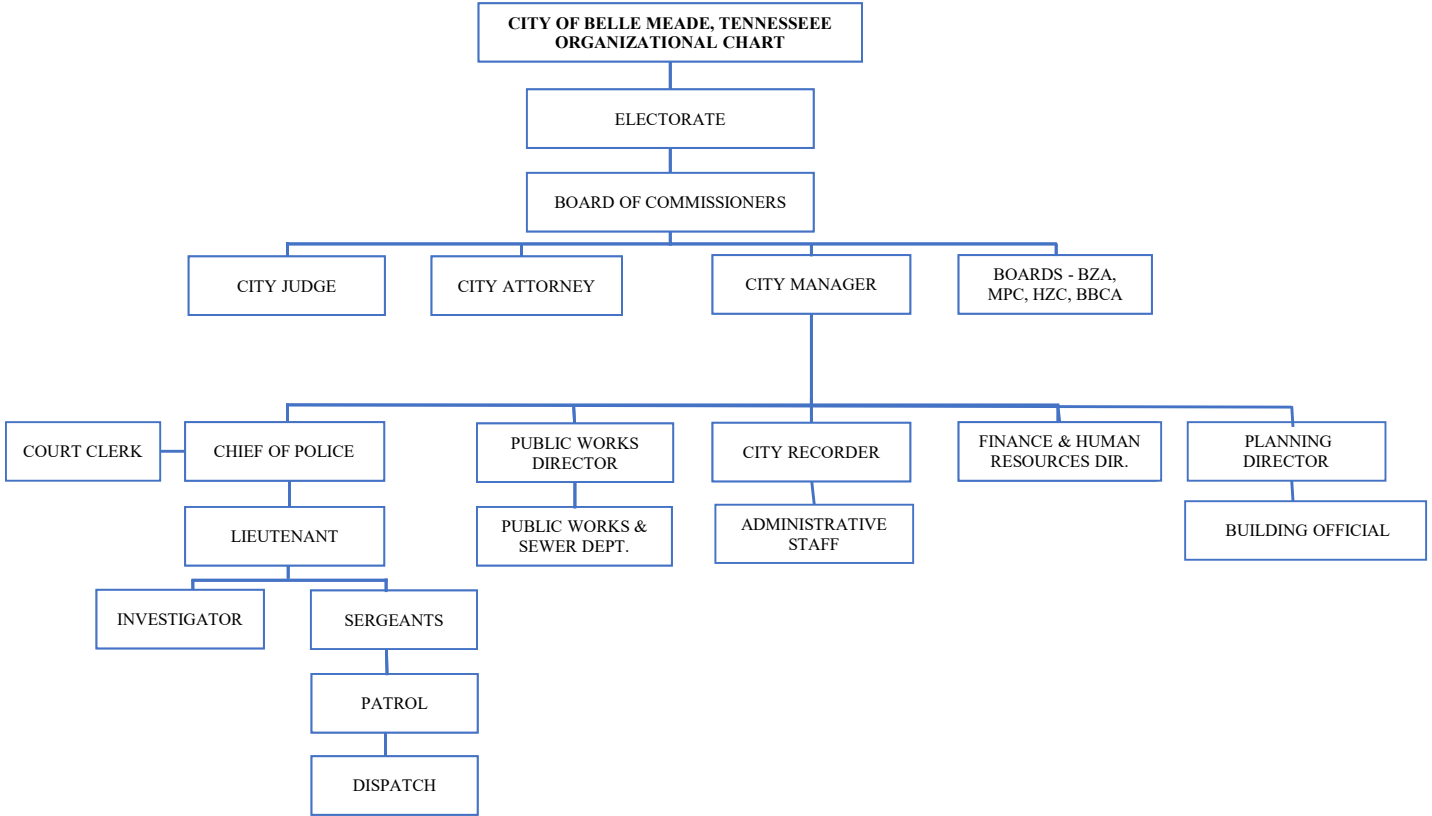 CITY OF BELLE MEADE, TENNESSEEE
ORGANIZATIONAL CHART
ELECTORATE
BOARD OF COMMISSIONERS
CITY JUDGE
CITY ATTORNEY
CITY MANAGER
BOARDS - BZA,
MPC, HZC, BBCA
COURT CLERK
CHIEF OF POLICE
PUBLIC WORKS
DIRECTOR
CITY RECORDER
FINANCE & HUMAN
RESOURCES DIR.
PLANNING
DIRECTOR
LIEUTENANT
PUBLIC WORKS &
SEWER DEPT.
ADMINISTRATIVE
STAFF
BUILDING OFFICIAL
INVESTIGATOR
SERGEANTS
PATROL
DISPATCH